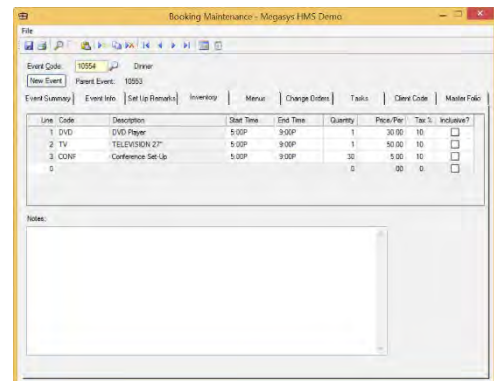 Booking Maintenance - Megasys HMS Demo
File
Event Code: 10554 Dinner
New Event Parent Event: 10553
Event Summary Event Info Set Up Remarks Inventory Menus Change Orders Tasks Client Code Master Folio
Line Code Description Start Time End Time Quantity Price/Per Tax % Inclusive?
1 DVD DVD Player 5:00P 9:00P 1 30.00 10
2 TV TELEVISION 27" 5:00P 9:00P 1 50.00 10
3 CONF Conference Set-Up 5:00P 9:00P 30 5.00 10
0 0 .00 0
Notes: